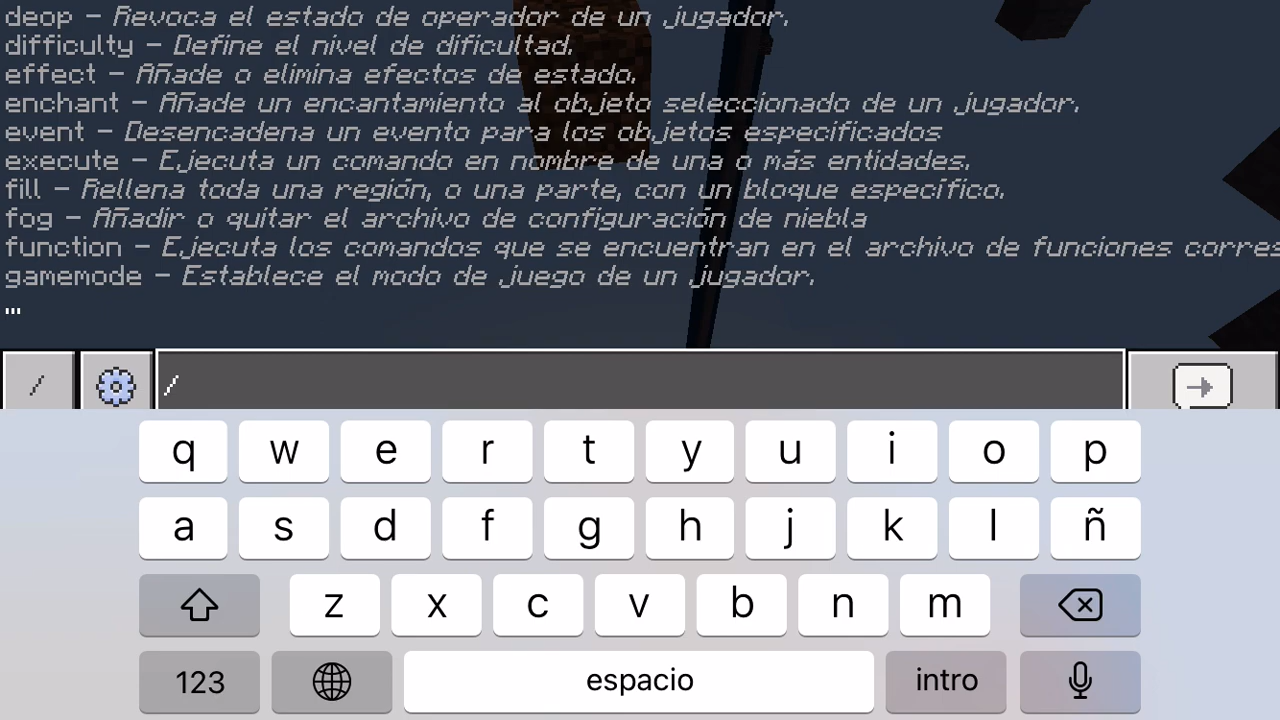 deop - Revoca el estado de operador de un jugador.
difficulty - Define el nivel de dificultad.
effect - Añade o elimina efectos de estado.
enchant - Añade un encantamiento al objeto seleccionado de un jugador.
event - Desencadena un evento para los objetos especificados
execute - Ejecuta un comando en nombre de una o más entidades.
fill - Rellena toda una región, o una parte, con un bloque específico.
fog - Añadir o quitar el archivo de configuración de niebla
function - Ejecuta los comandos que se encuentran en el archivo de funciones corres
gamemode - Establece el modo de juego de un jugador.
...
/ /
q w e r t y u i o p
a s d f g h j k l ñ
z x c v b n m
123 espacio intro